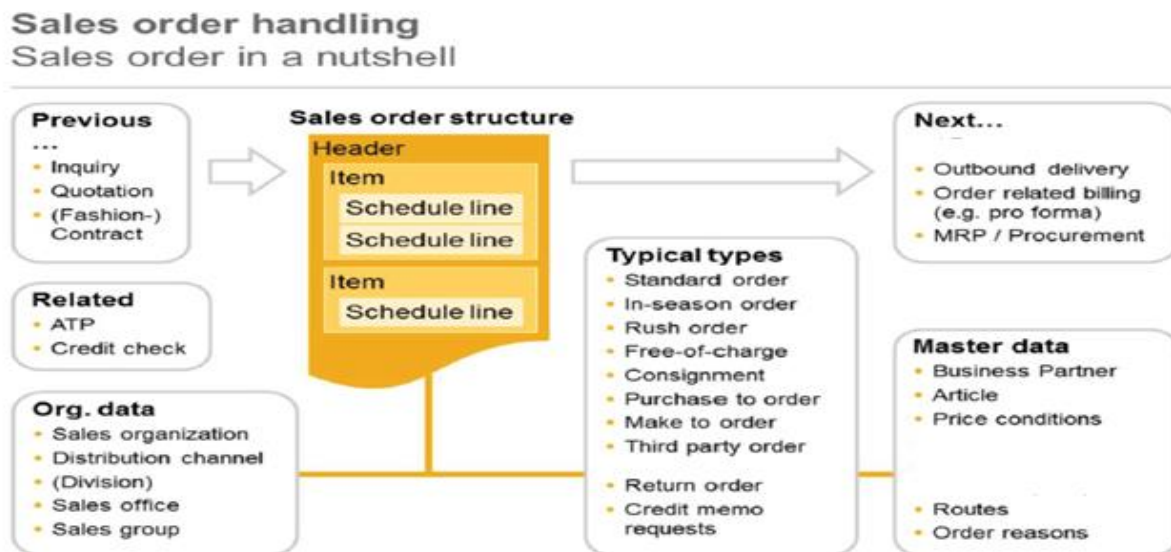 Sales order handling
Sales order in a nutshell
Previous
...
• Inquiry
• Quotation
• (Fashion-)
Contract
Related
• ATP
• Credit check
Org. data
• Sales organization
• Distribution channel
• (Division)
• Sales office
• Sales group
Sales order structure
Header
Item
Schedule line
Schedule line
Item
Schedule line
Typical types
• Standard order
• In-season order
• Rush order
• Free-of-charge
• Consignment
• Purchase to order
• Make to order
• Third party order
• Return order
• Credit memo
requests
Next...
• Outbound delivery
• Order related billing
(e.g. pro forma)
• MRP / Procurement
Master data
• Business Partner
• Article
• Price conditions
• Routes
• Order reasons